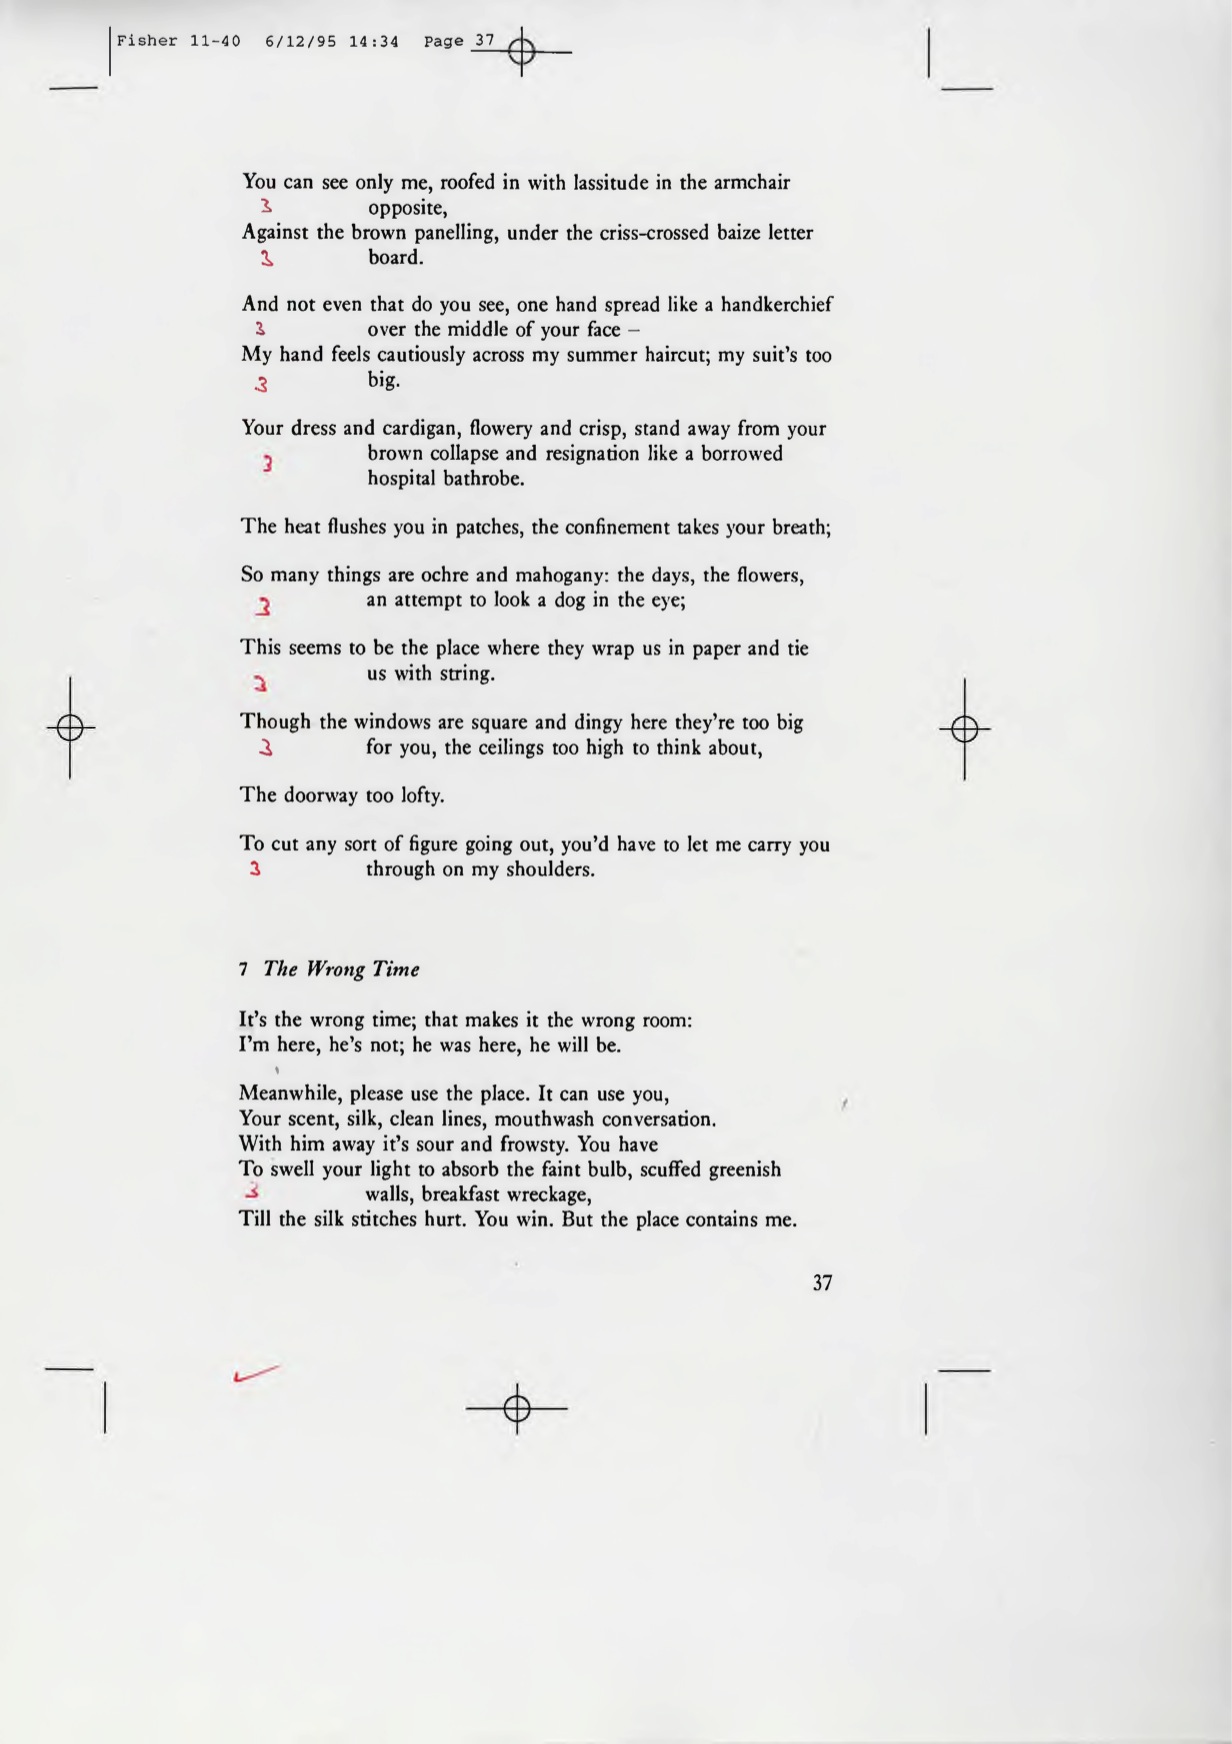 Fisher 11-40 6/12/95 14:34 Page 37
You can see only me, roofed in with lassitude in the armchair
3 opposite,
Against the brown panelling, under the criss-crossed baize letter
3 board.
And not even that do you see, one hand spread like a handkerchief
3 over the middle of your face –
My hand feels cautiously across my summer haircut; my suit's too
3 big.
Your dress and cardigan, flowery and crisp, stand away from your
3 brown collapse and resignation like a borrowed
hospital bathrobe.
The heat flushes you in patches, the confinement takes your breath;
So many things are ochre and mahogany: the days, the flowers,
3 an attempt to look a dog in the eye;
This seems to be the place where they wrap us in paper and tie
3 us with string.
Though the windows are square and dingy here they're too big
3 for you, the ceilings too high to think about,
The doorway too lofty.
To cut any sort of figure going out, you'd have to let me carry you
3 through on my shoulders.
7 The Wrong Time
It's the wrong time; that makes it the wrong room:
I'm here, he's not; he was here, he will be.
Meanwhile, please use the place. It can use you,
Your scent, silk, clean lines, mouthwash conversation.
With him away it's sour and frowsty. You have
To swell your light to absorb the faint bulb, scuffed greenish
3 walls, breakfast wreckage,
Till the silk stitches hurt. You win. But the place contains me.
37